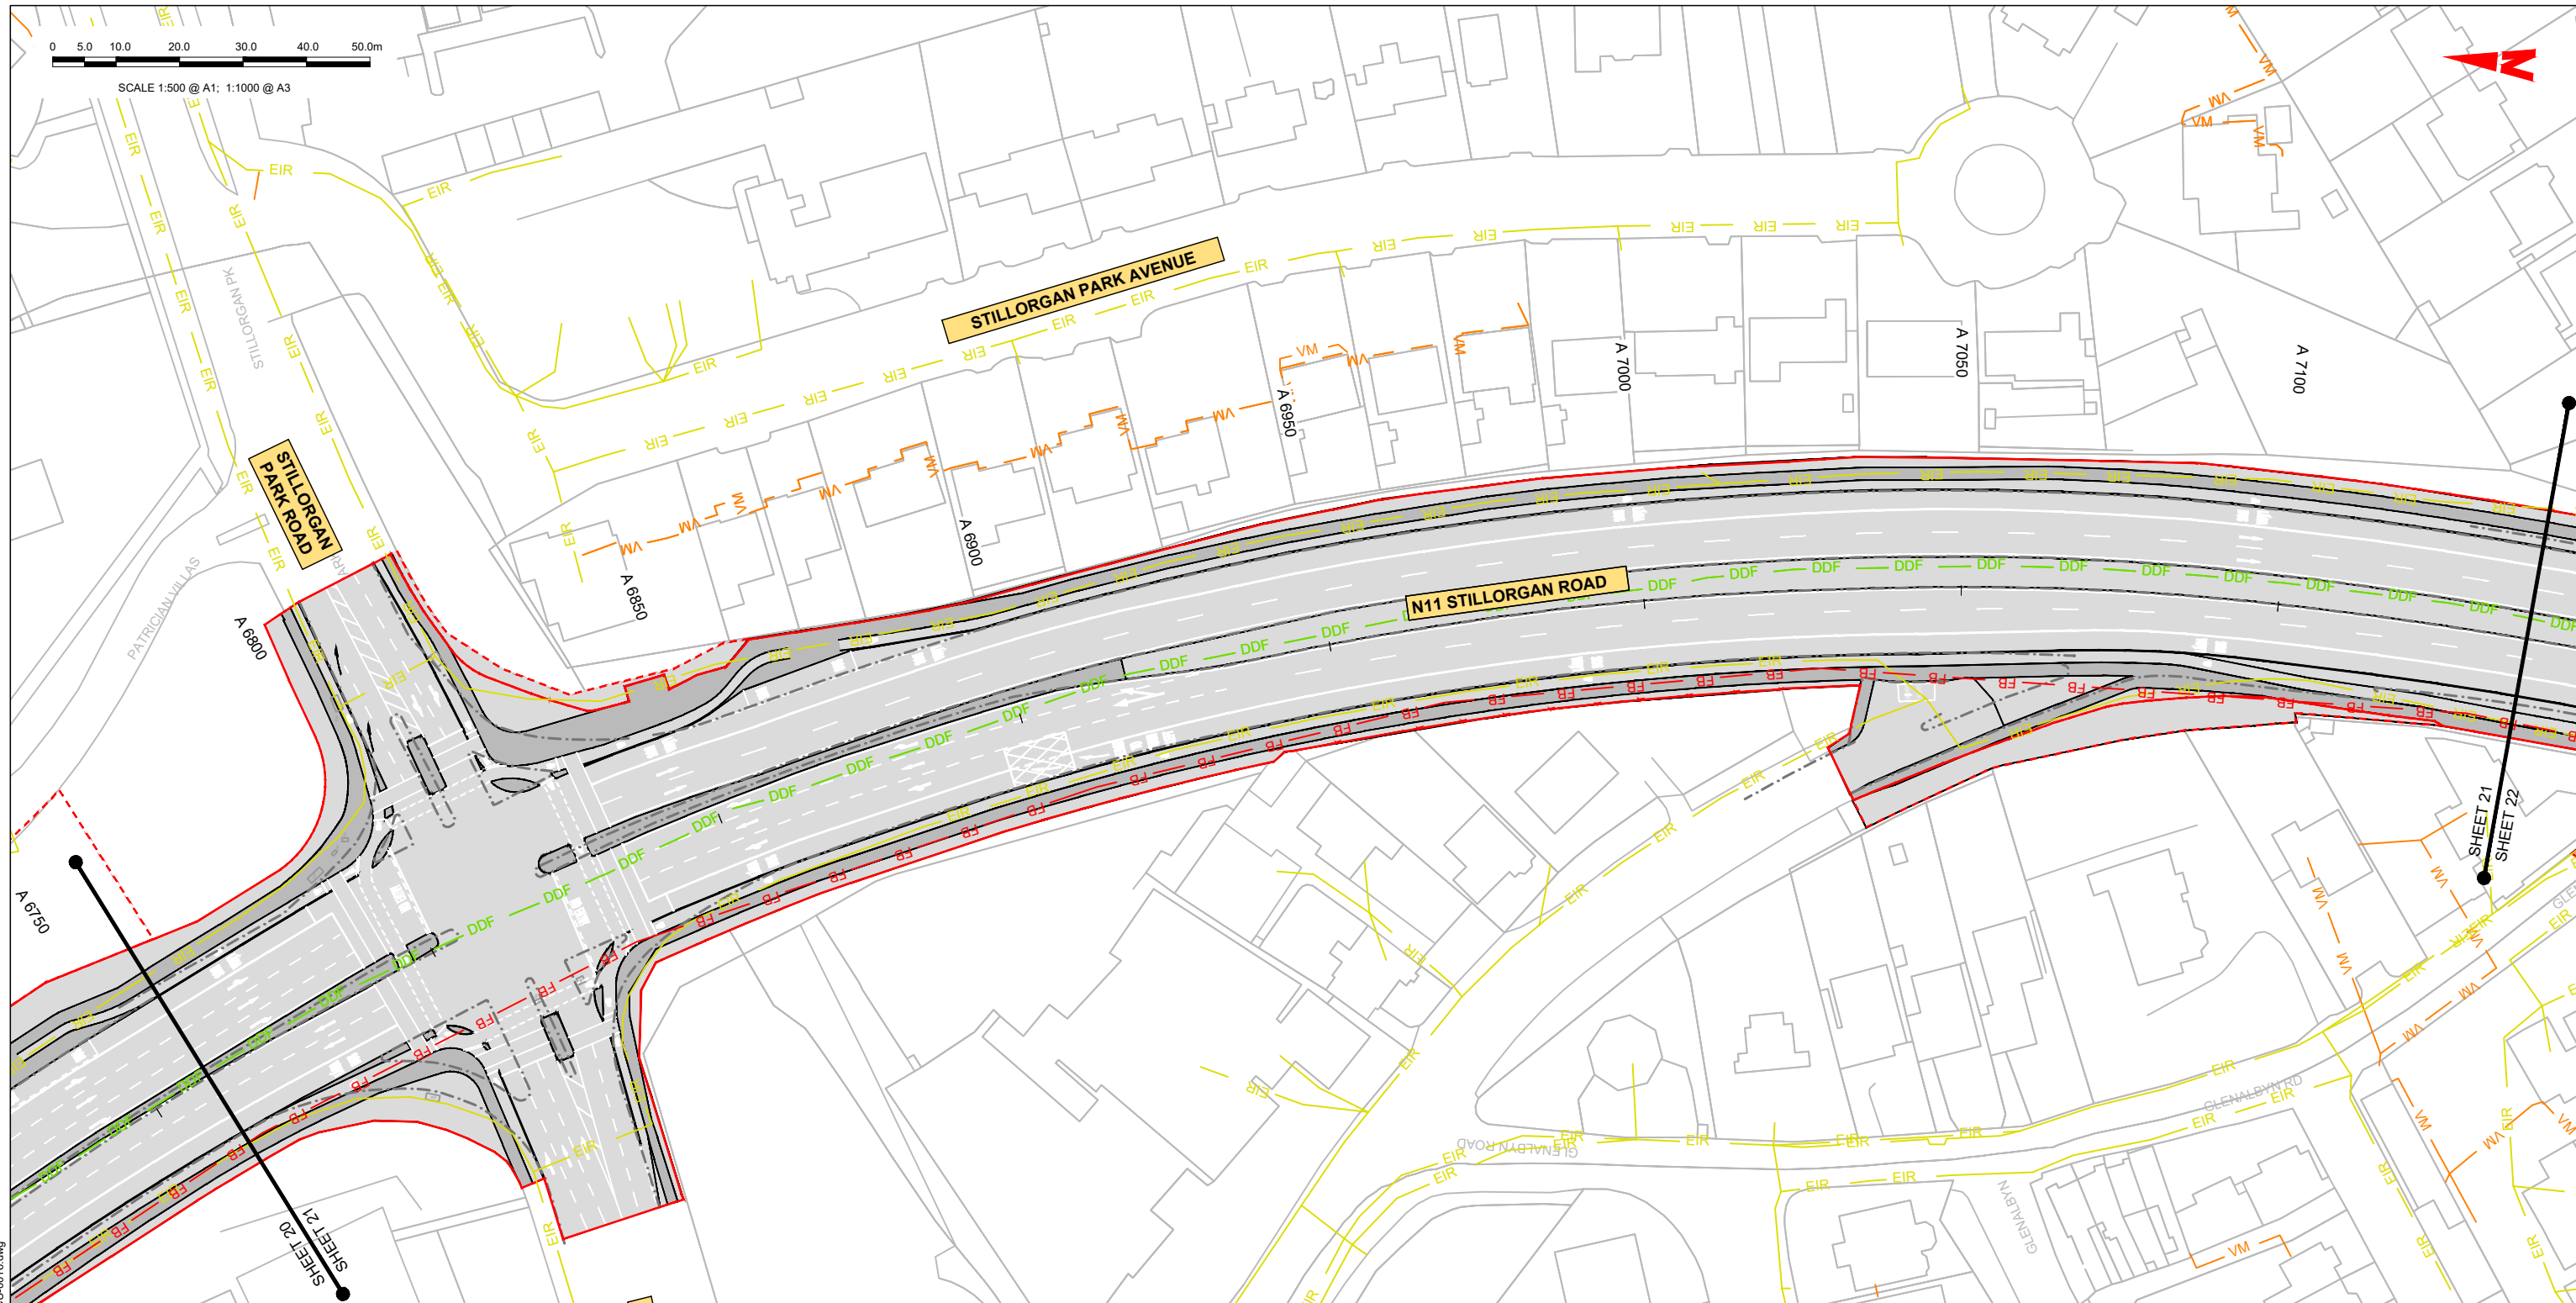 0 5.0 10.0 20.0 30.0 40.0 50.0m
SCALE 1:500 @ A1; 1:1000 @ A3
N
STILLORGAN PARK AVENUE
STILLORGAN
PARK ROAD
N11 STILLORGAN ROAD
STILLORGAN PK
PATRICIAN VILLAS
A 6750
A 6800
A 6850
A 6900
A 6950
A 7000
A 7050
A 7100
SHEET 20
SHEET 21
SHEET 21
SHEET 22
GLENALBYN ROAD
GLENALBYN RD
GLENALBYN
EIR
VM
DDF
FB